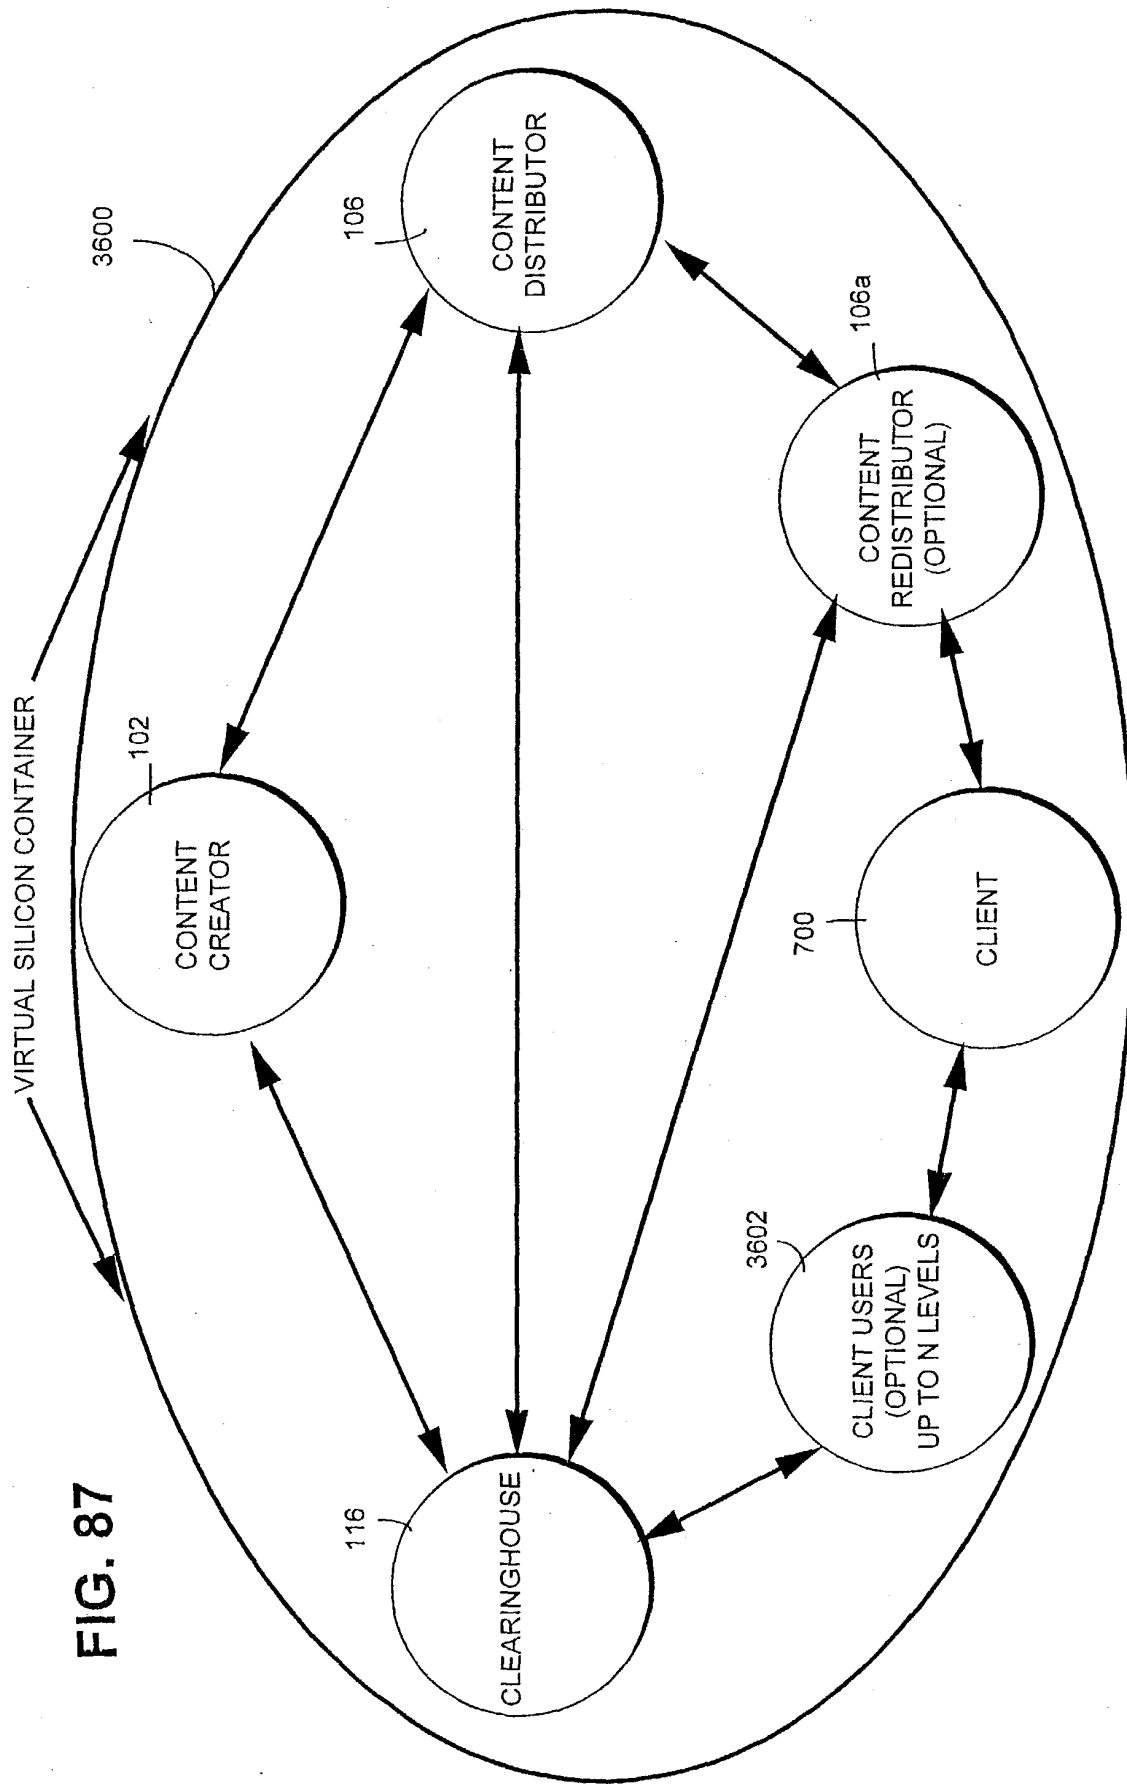 FIG. 87
VIRTUAL SILICON CONTAINER
3600
102
CONTENT
CREATOR
106
CONTENT
DISTRIBUTOR
116
CLEARINGHOUSE
106a
CONTENT
REDISTRIBUTOR
(OPTIONAL)
3602
CLIENT USERS
(OPTIONAL)
UP TO N LEVELS
700
CLIENT